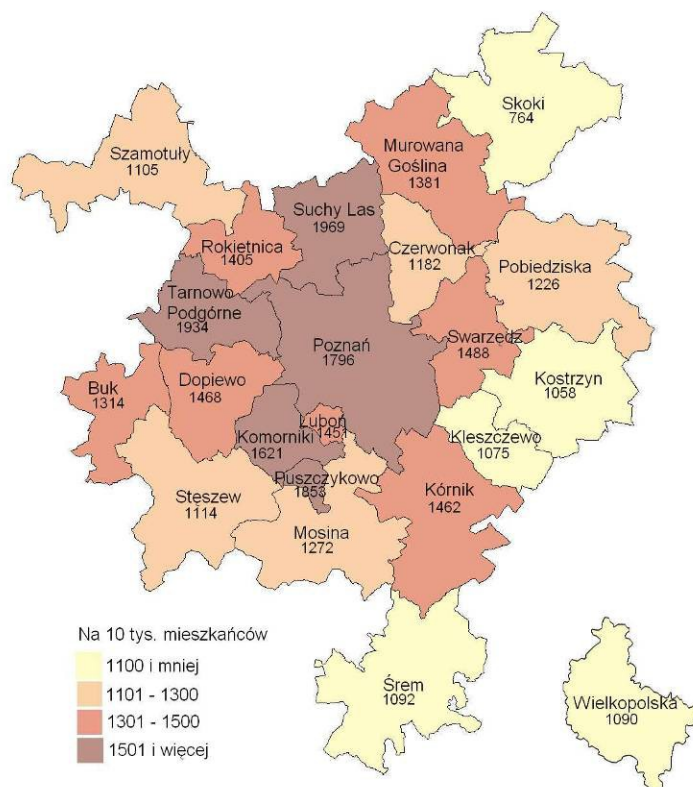 Skoki
764
Murowana
Goślina
1381
Szamotuły
1105
Suchy Las
1969
Rokietnica
1405
Czerwonak
1182
Pobiedziska
1226
Tarnowo
Podgórne
1934
Poznań
1796
Swarzędz
1488
Buk
1314
Dopiewo
1468
Kostrzyn
1058
Luboń
1451
Komorniki
1621
Kleszczewo
1075
Puszczykowo
1853
Stęszew
1114
Kórnik
1462
Mosina
1272
Na 10 tys. mieszkańców
1100 i mniej
1101 - 1300
1301 - 1500
1501 i więcej
Śrem
1092
Wielkopolska
1090